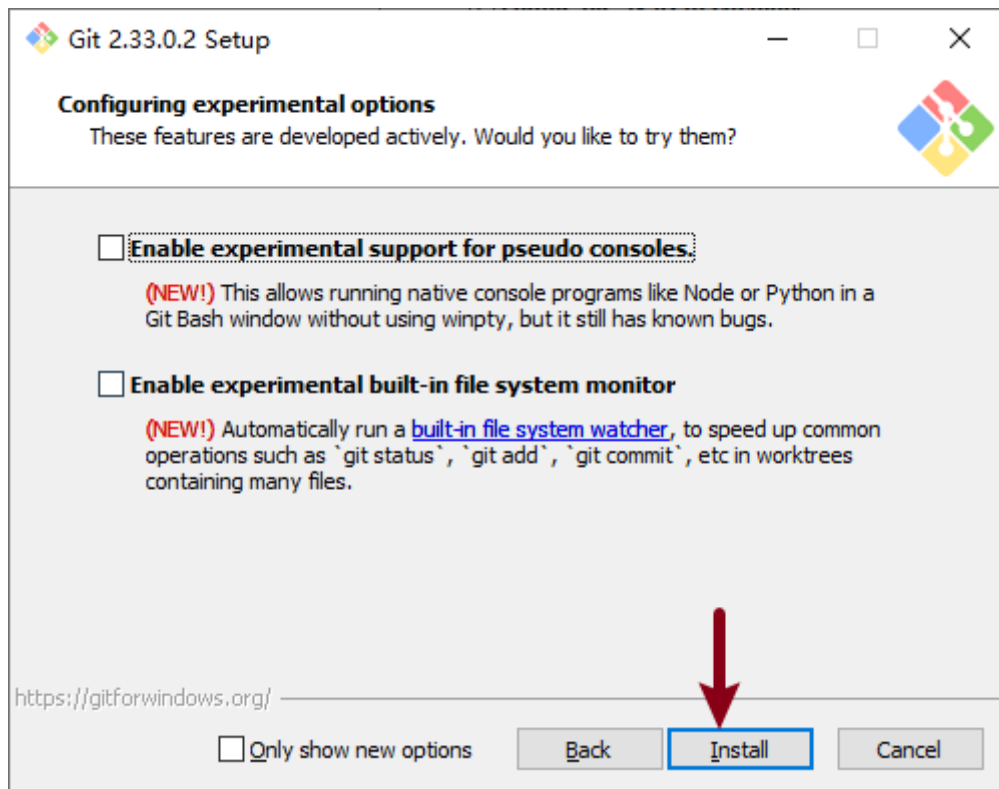 Git 2.33.0.2 Setup
Configuring experimental options
These features are developed actively. Would you like to try them?
Enable experimental support for pseudo consoles.
(NEW!) This allows running native console programs like Node or Python in a
Git Bash window without using winpty, but it still has known bugs.
Enable experimental built-in file system monitor
(NEW!) Automatically run a built-in file system watcher, to speed up common
operations such as `git status`, `git add`, `git commit`, etc in worktrees
containing many files.
https://gitforwindows.org/
Only show new options
Back
Install
Cancel